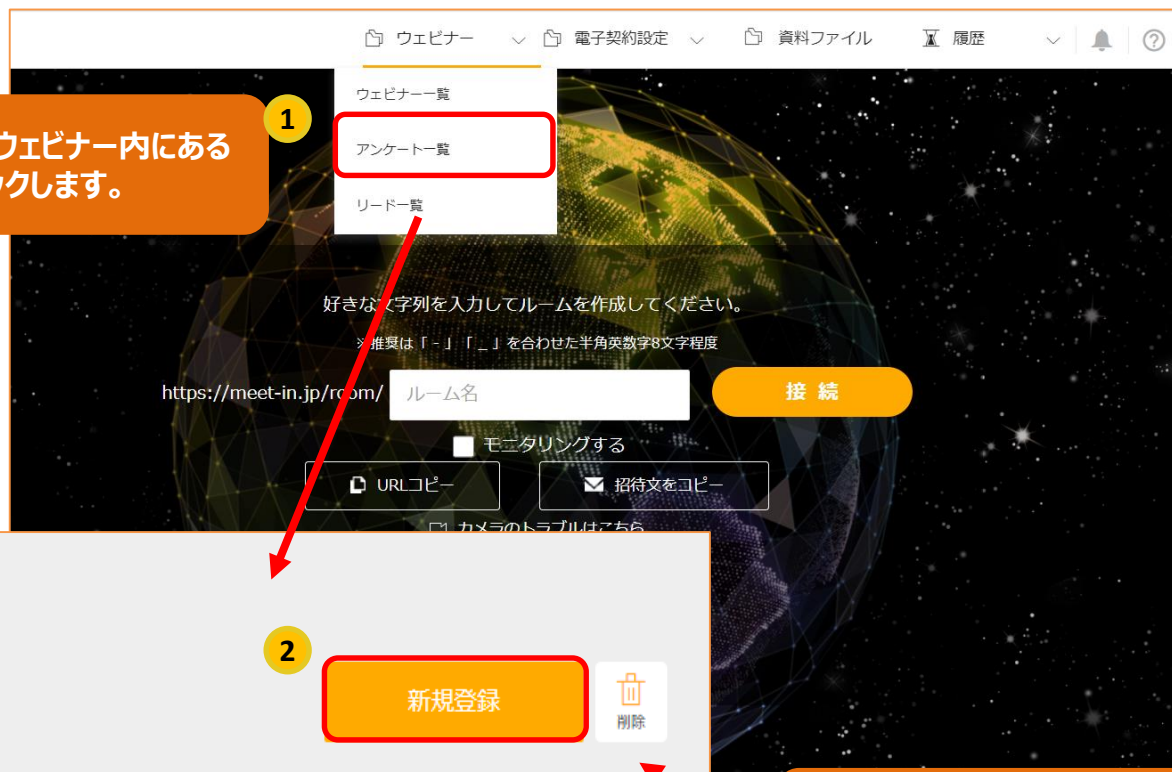 ウェビナー
電子契約設定
資料ファイル
履歴
ウェビナー一覧
1
ウェビナー内にある
クします。
アンケート一覧
リード一覧
好きな文字列を入力してルームを作成してください。
※推奨は「 - 」「 _ 」を合わせた半角英数字8文字程度
https://meet-in.jp/room/ ルーム名 接 続
モニタリングする
URLコピー 招待文をコピー
カメラのトラブルはこちら
2
新規登録
削除